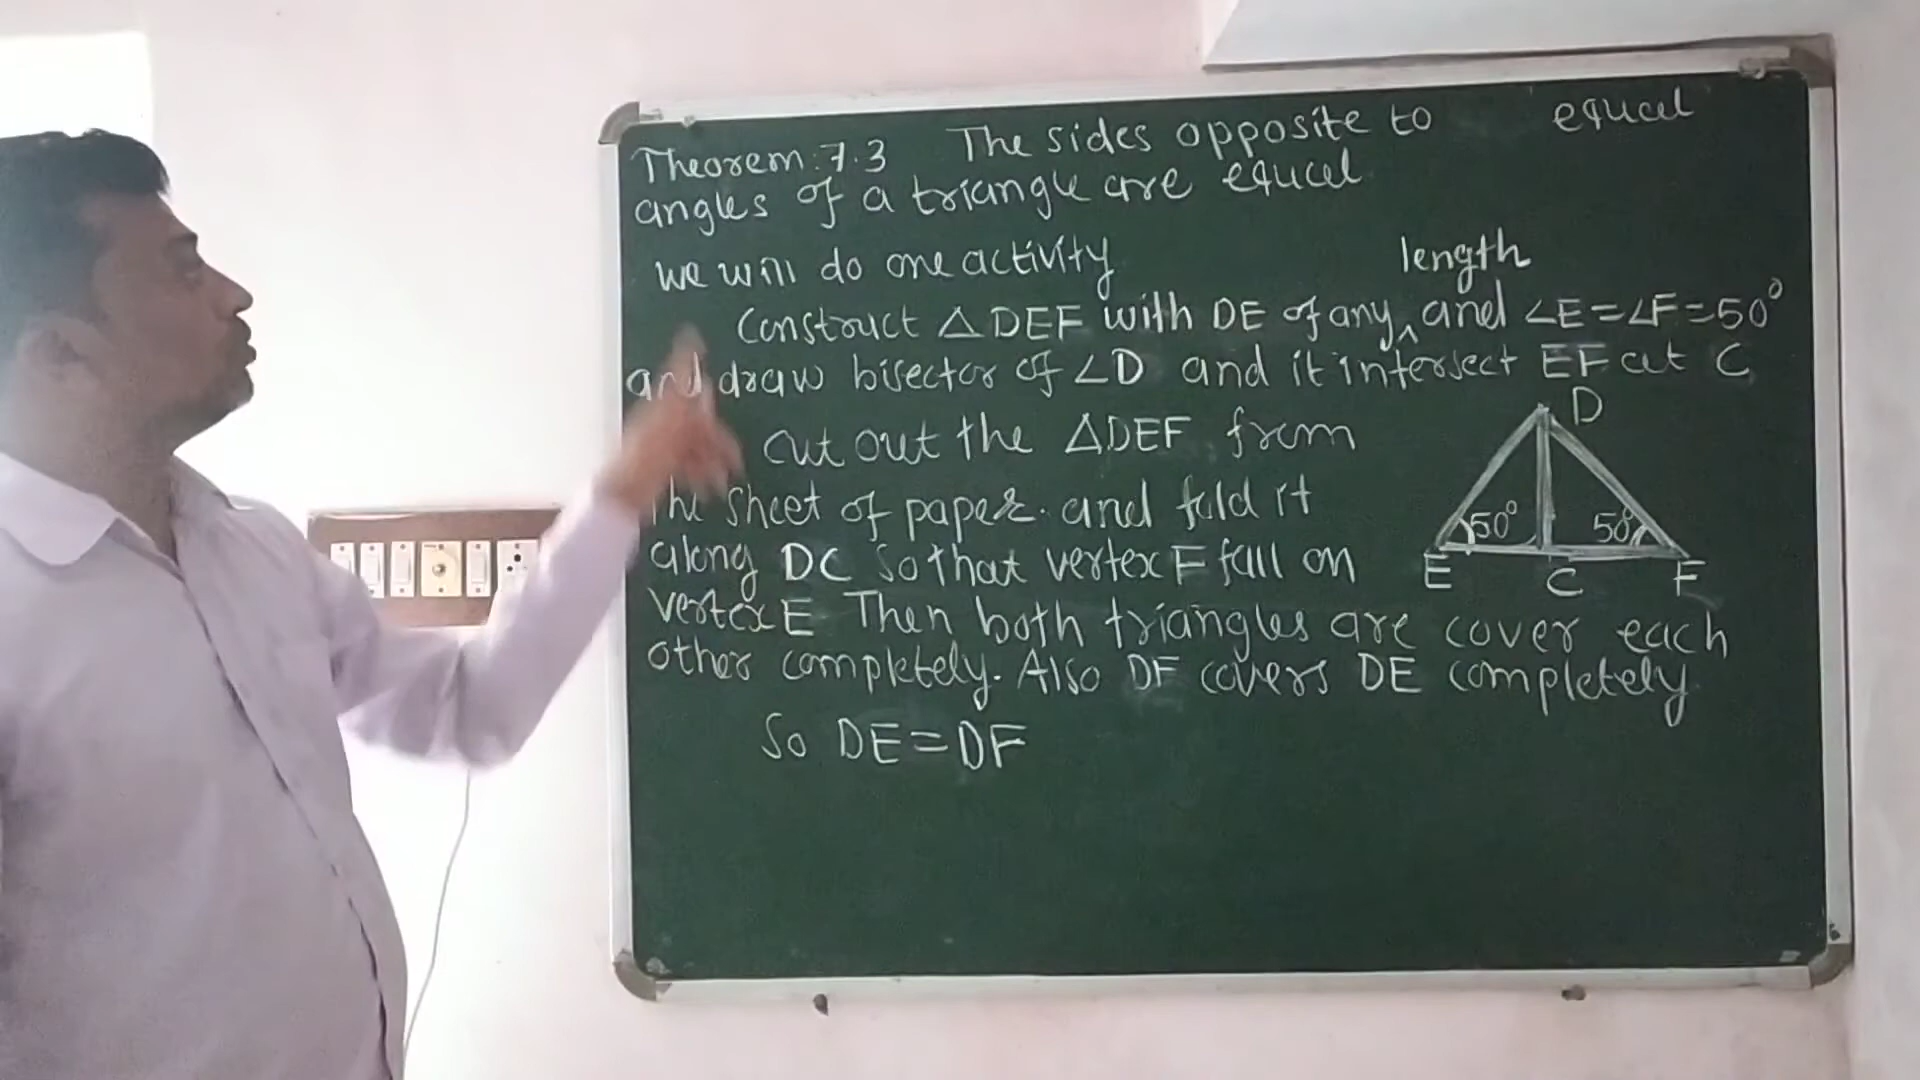 Theorem: 7.3 The sides opposite to equal
angles of a triangle are equal
we will do one activity
length
Construct △DEF with DE of any ^ and ∠E=∠F=50°
and draw bisector of ∠D and it intersect EF at C
cut out the △DEF from
the sheet of paper. and fold it
along DC so that vertex F fall on
vertex E Then both triangles are cover each
other completely. Also DF covers DE completely
So DE=DF
D
50° 50°
E C F